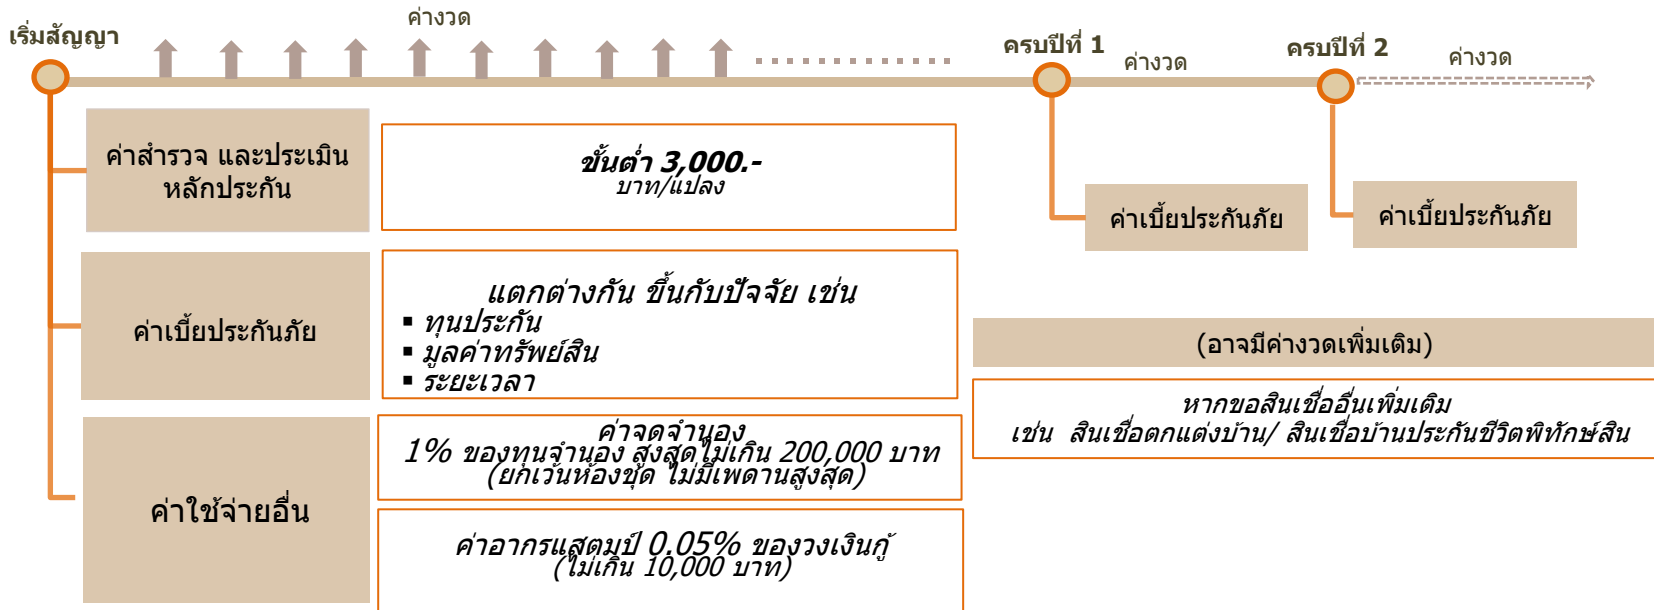 ค่างวด
เริ่มสัญญา
ครบปีที่ 1
ค่างวด
ครบปีที่ 2
ค่างวด
ค่าสำรวจ และประเมิน
หลักประกัน
ขั้นต่ำ 3,000.-
บาท/แปลง
ค่าเบี้ยประกันภัย
ค่าเบี้ยประกันภัย
ค่าเบี้ยประกันภัย
แตกต่างกัน ขึ้นกับปัจจัย เช่น
▪ ทุนประกัน
▪ มูลค่าทรัพย์สิน
▪ ระยะเวลา
(อาจมีค่างวดเพิ่มเติม)
หากขอสินเชื่ออื่นเพิ่มเติม
เช่น สินเชื่อตกแต่งบ้าน/ สินเชื่อบ้านประกันชีวิตพิทักษ์สิน
ค่าใช้จ่ายอื่น
ค่าจดจำนอง
1% ของทุนจำนอง สูงสุดไม่เกิน 200,000 บาท
(ยกเว้นห้องชุด ไม่มีเพดานสูงสุด)
ค่าอากรแสตมป์ 0.05% ของวงเงินกู้
(ไม่เกิน 10,000 บาท)